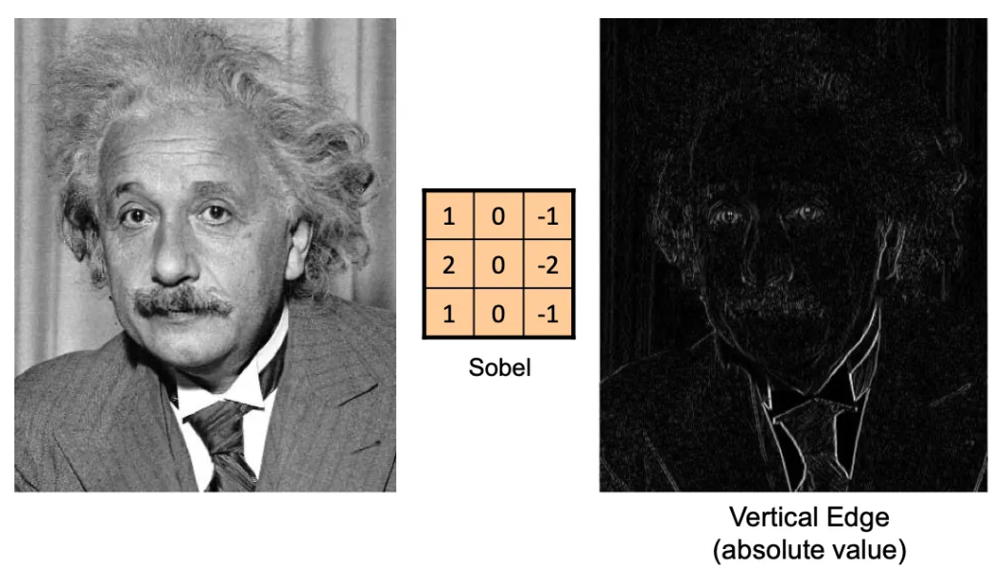 1 0 -1
2 0 -2
1 0 -1
Sobel
Vertical Edge
(absolute value)